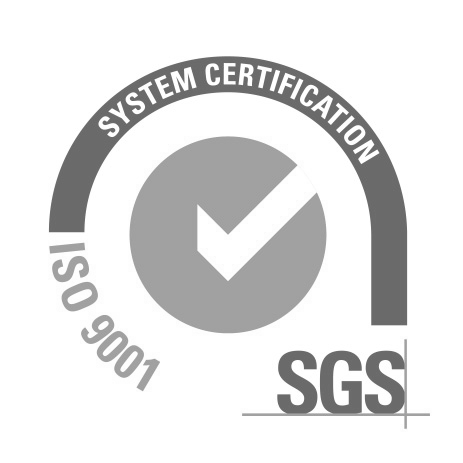 SYSTEM CERTIFICATION
ISO 9001
SGS